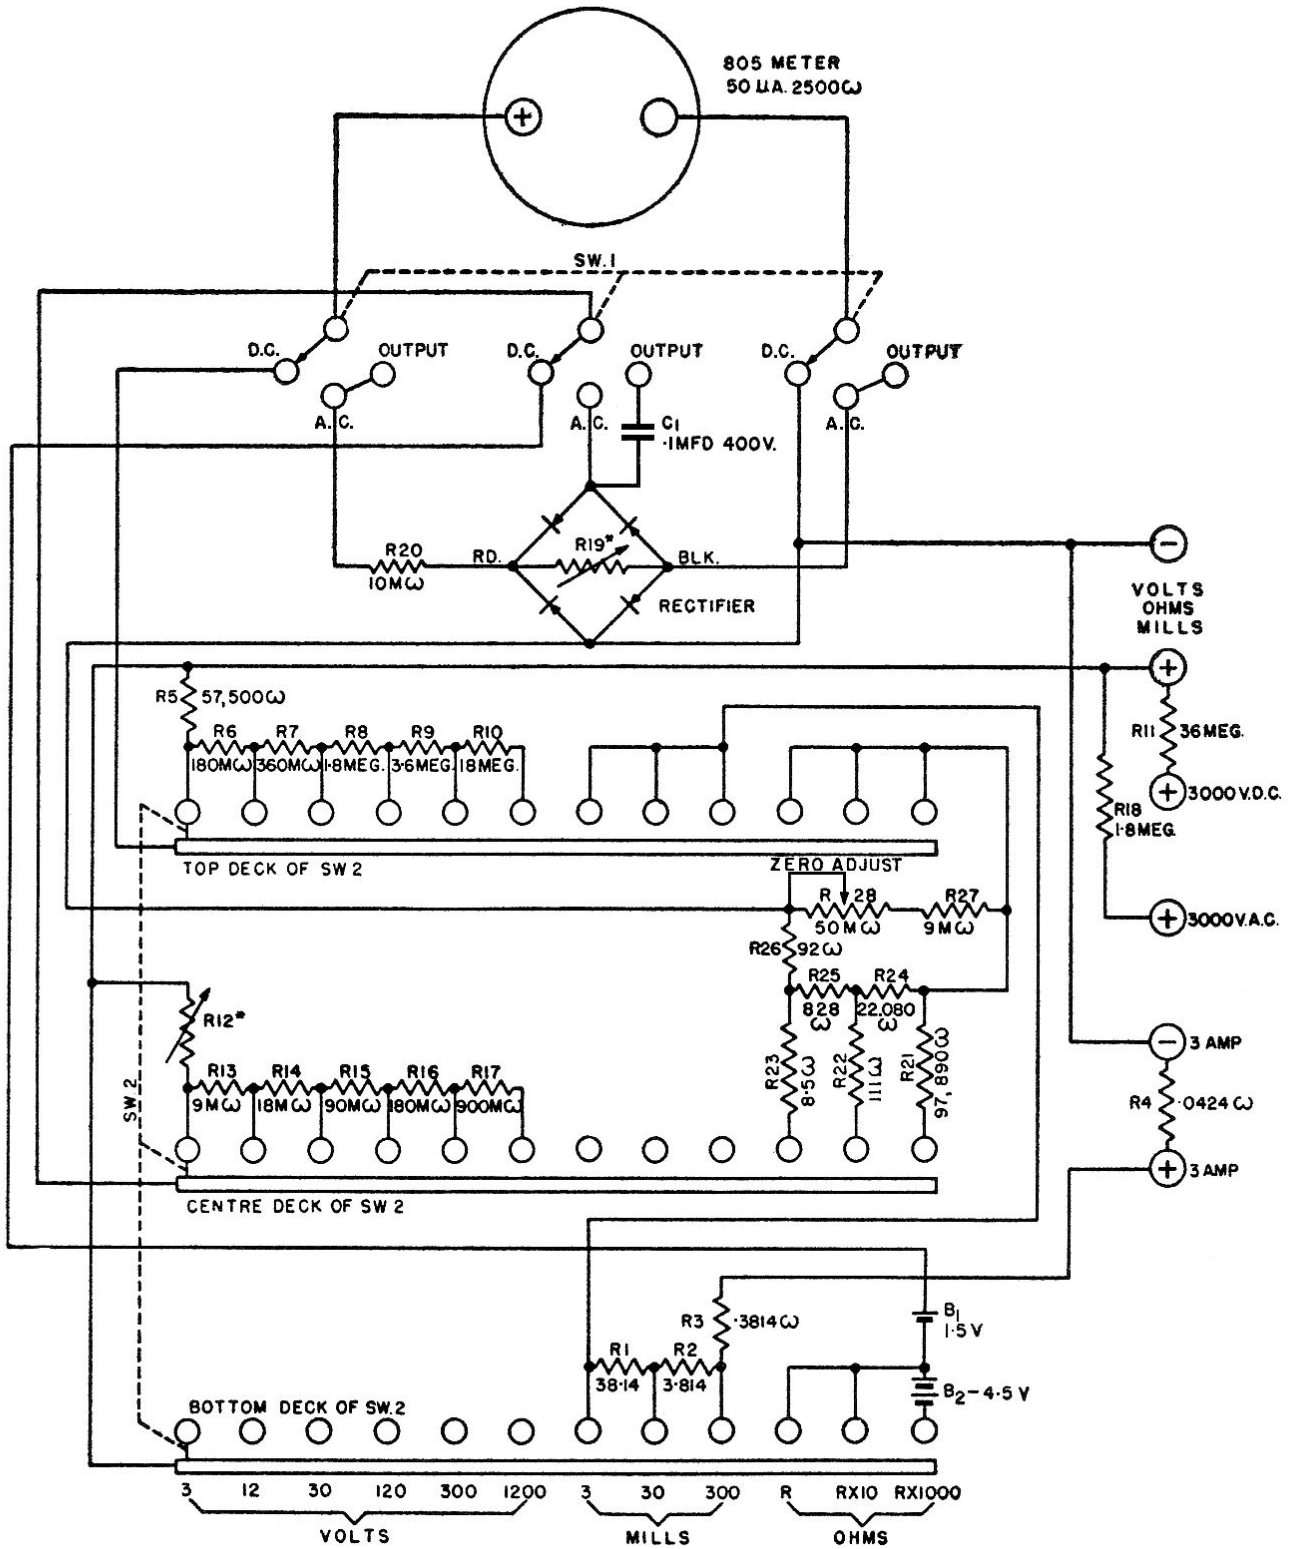 805 METER
50 µA. 2500ω
SW.1
D.C.
OUTPUT
D.C.
OUTPUT
D.C.
OUTPUT
A.C.
A.C.
C1
·1MFD 400V.
A.C.
R20
10Mω
RD.
R19*
BLK.
RECTIFIER
VOLTS
OHMS
MILLS
R5
57,500ω
R6
R7
R8
R9
R10
180Mω
360Mω
1·8MEG.
3·6MEG.
18MEG.
R11
36MEG.
3000V.D.C.
R18
1·8MEG.
TOP DECK OF SW2
ZERO ADJUST
R 28
R27
50Mω
9Mω
3000V.A.C.
R26
92ω
R25
R24
828
ω
22.080
ω
R12*
R23
8·5ω
R22
11ω
R21
97,890ω
3 AMP
R4
·0424ω
3 AMP
R13
R14
R15
R16
R17
9Mω
18Mω
90Mω
180Mω
900Mω
SW.2
CENTRE DECK OF SW2
R3
·3814ω
B1
1·5V
R1
R2
38·14
3·814
B2–4·5V
BOTTOM DECK OF SW.2
3 12 30 120 300 1200 3 30 300 R RX10 RX1000
VOLTS MILLS OHMS